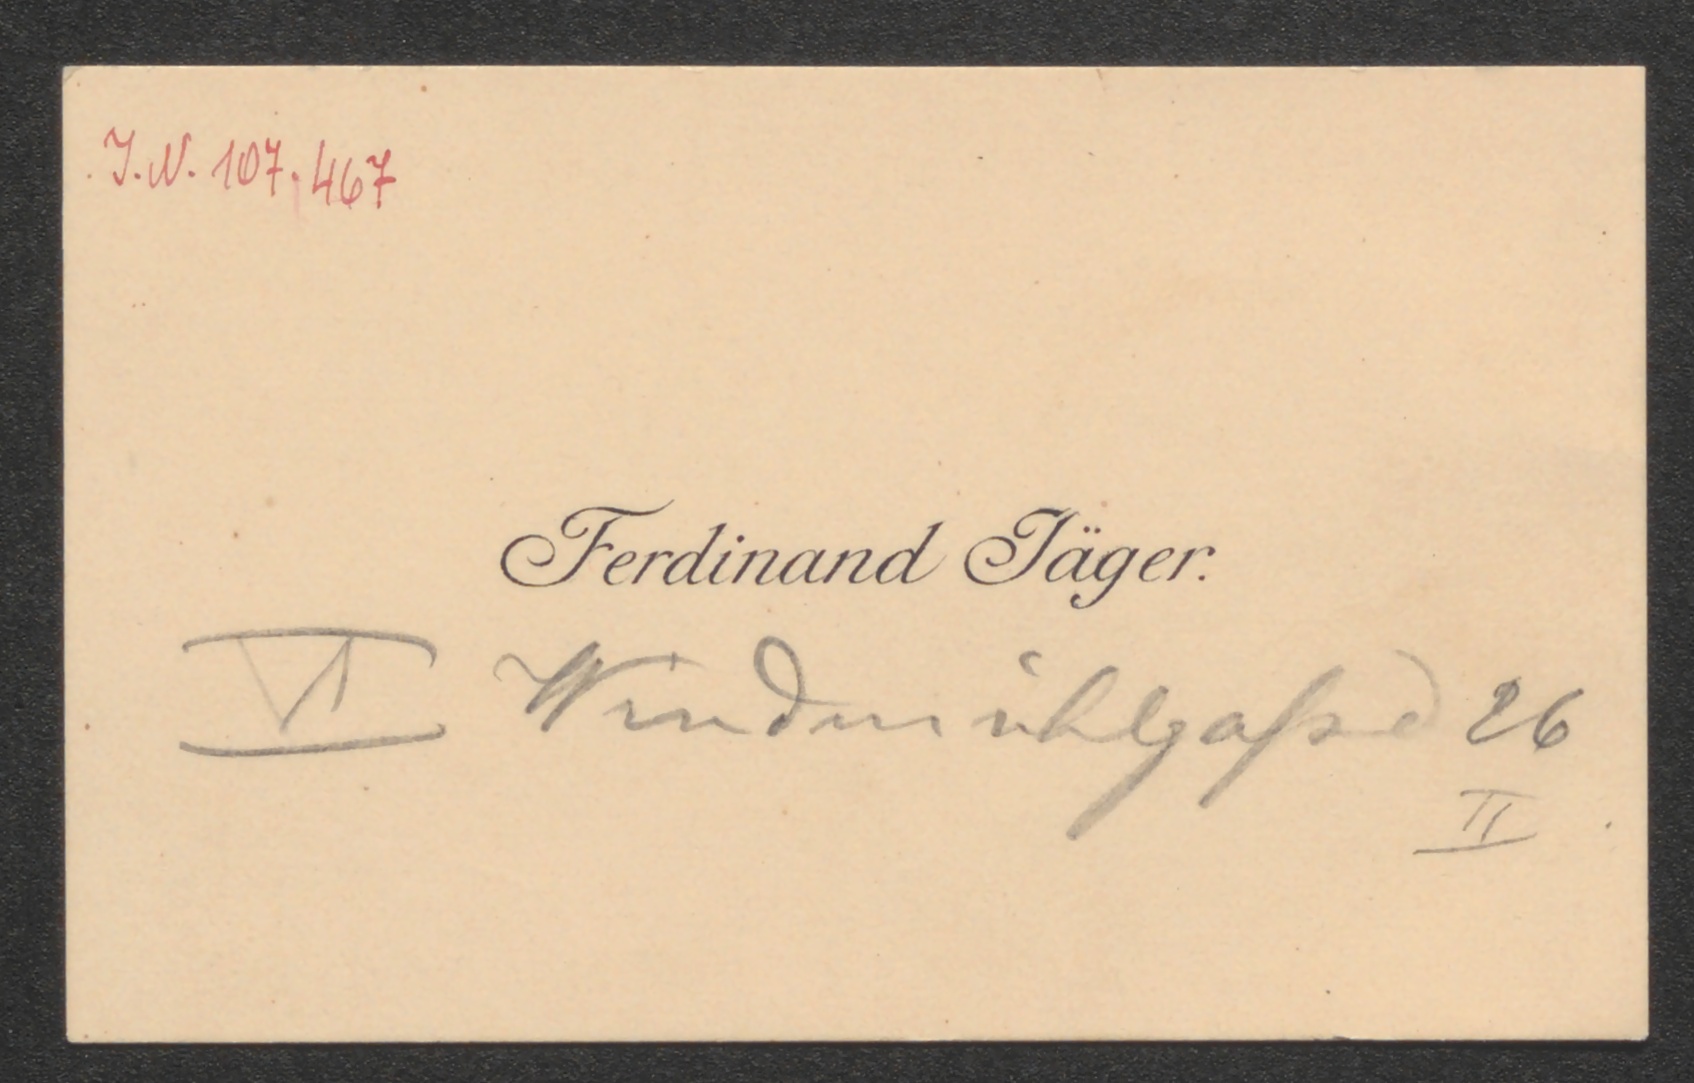 J.N. 107.467
Ferdinand Jäger.
VI Windmühlgasse 26
II